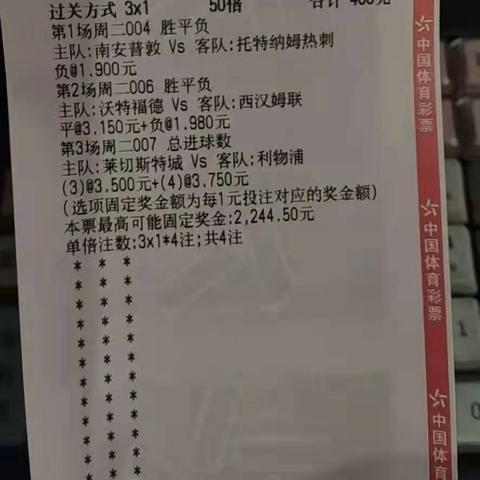 过关方式 3x1 50倍 合计 400元
第1场周二004 胜平负
主队:南安普敦 Vs 客队:托特纳姆热刺
负@1.900元
第2场周二006 胜平负
主队:沃特福德 Vs 客队:西汉姆联
平@3.150元+负@1.980元
第3场周二007 总进球数
主队:莱切斯特城 Vs 客队:利物浦
(3)@3.500元+(4)@3.750元
(选项固定奖金额为每1元投注对应的奖金额)
本票最高可能固定奖金:2,244.50元
单倍注数:3x1*4注;共4注
* * *
* * *
* * *
* * *
* * *
* * *
* * *
* * *
* * *
* * *
* * *
中国体育彩票
中国体育彩票
中国体育
1
0